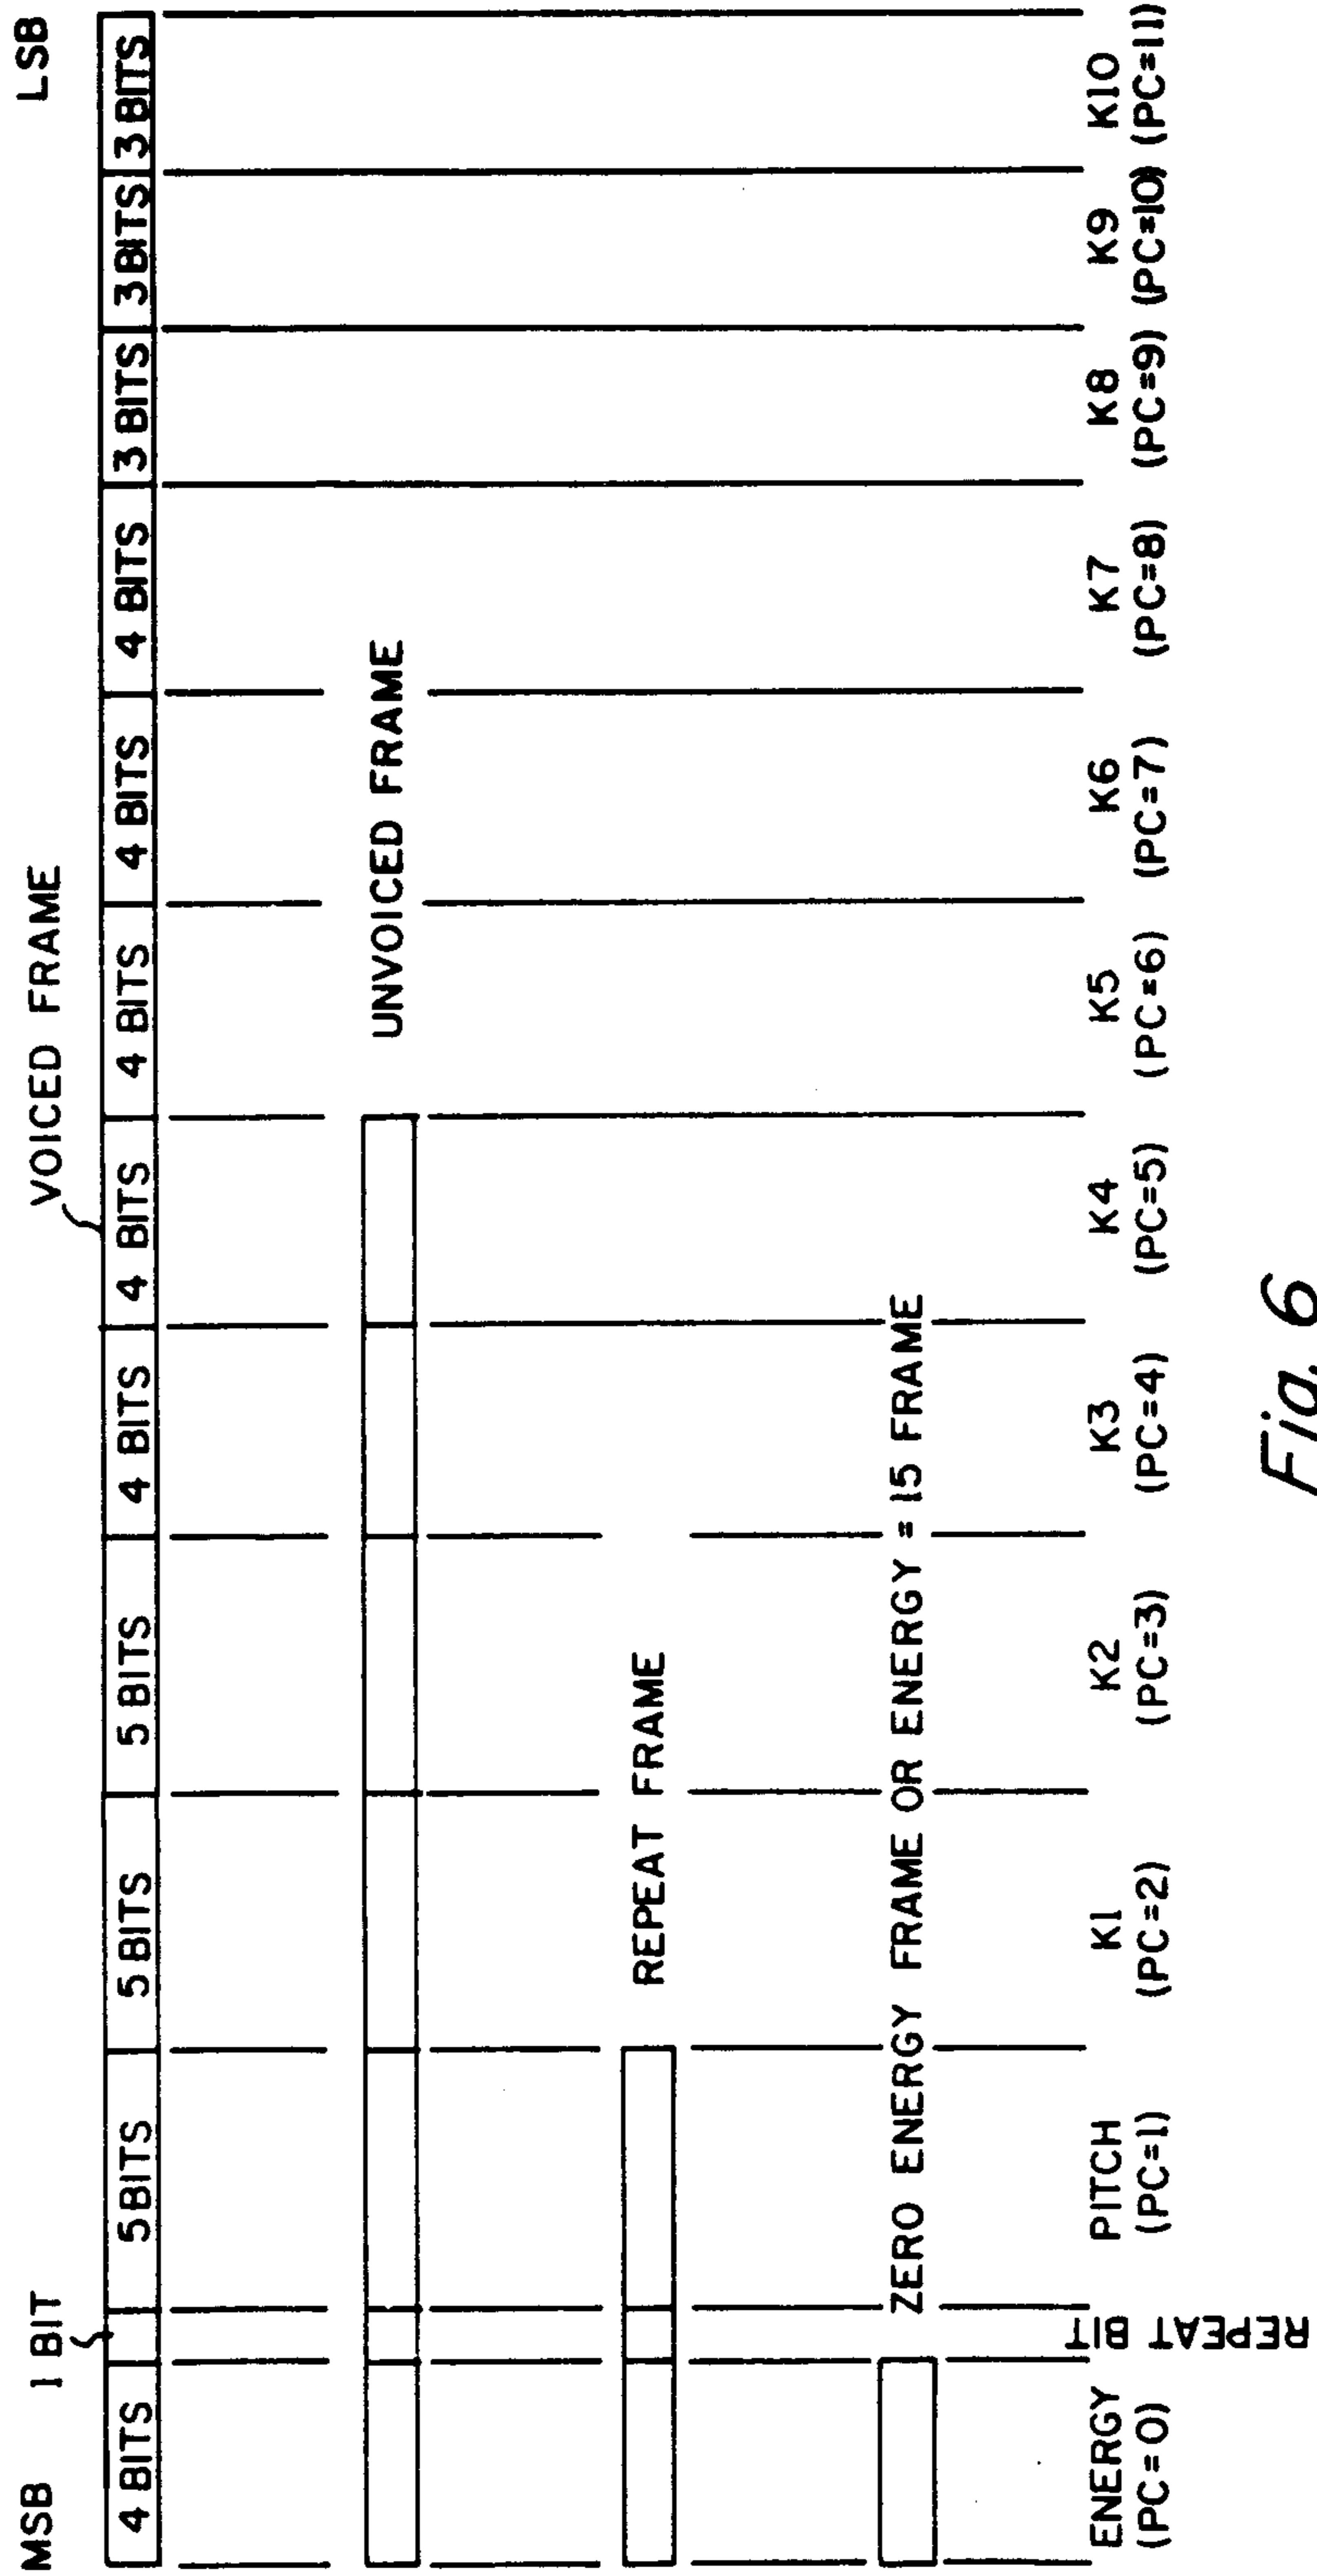 MSB 1 BIT VOICED FRAME LSB
4 BITS 5 BITS 5 BITS 5 BITS 4 BITS 4 BITS 4 BITS 4 BITS 4 BITS 3 BITS 3 BITS 3 BITS
UNVOICED FRAME
REPEAT FRAME
ZERO ENERGY FRAME OR ENERGY = 15 FRAME
ENERGY REPEAT BIT PITCH K1 K2 K3 K4 K5 K6 K7 K8 K9 K10
(PC=0) (PC=1) (PC=2) (PC=3) (PC=4) (PC=5) (PC=6) (PC=7) (PC=8) (PC=9) (PC=10) (PC=11)
Fig. 6